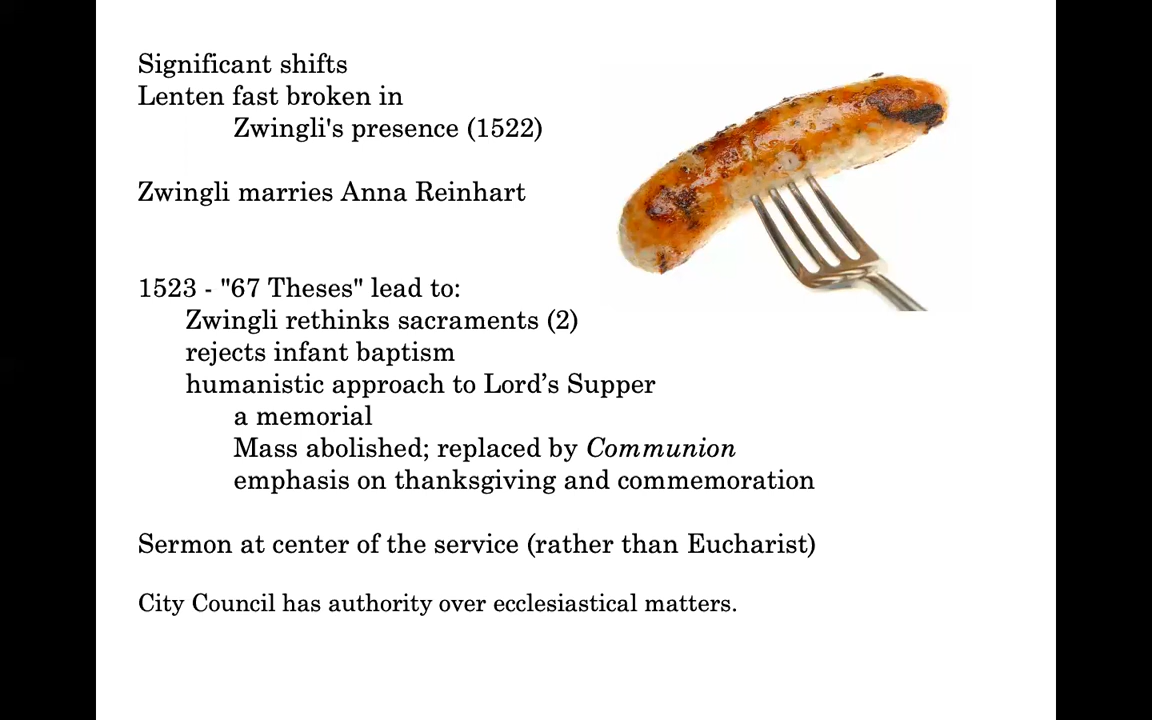 Significant shifts
Lenten fast broken in
Zwingli's presence (1522)
Zwingli marries Anna Reinhart
1523 - "67 Theses" lead to:
Zwingli rethinks sacraments (2)
rejects infant baptism
humanistic approach to Lord’s Supper
a memorial
Mass abolished; replaced by Communion
emphasis on thanksgiving and commemoration
Sermon at center of the service (rather than Eucharist)
City Council has authority over ecclesiastical matters.